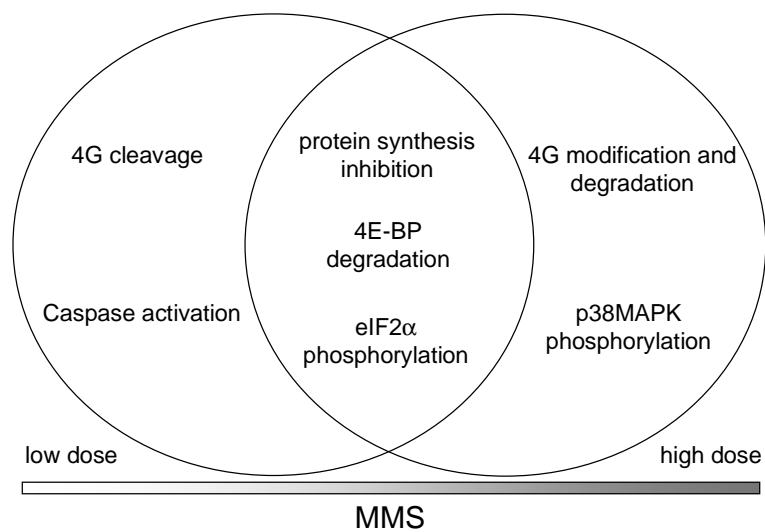 4G cleavage
Caspase activation
protein synthesis
inhibition
4E-BP
degradation
eIF2α
phosphorylation
4G modification and
degradation
p38MAPK
phosphorylation
low dose
high dose
MMS